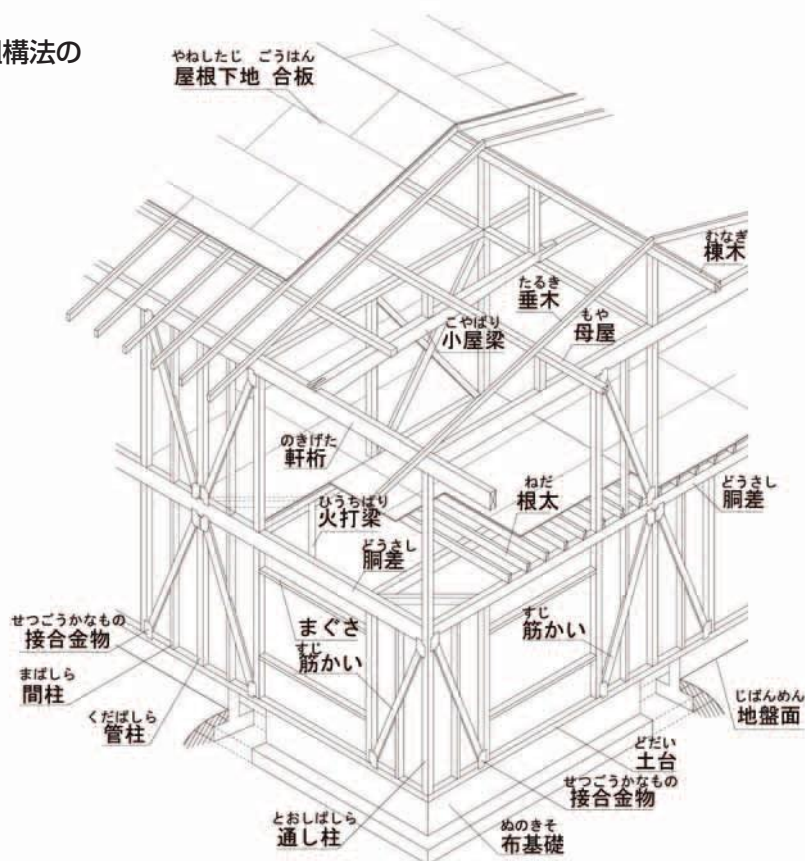 組構法の
やねしたじ ごうはん
屋根下地 合板
むなぎ
棟木
たるき
垂木
もや
母屋
こやばり
小屋梁
のきげた
軒桁
ひうちばり
火打梁
ねだ
根太
どうさし
胴差
どうさし
胴差
せつごうかなもの
接合金物
まぐさ
すじ
筋かい
すじ
筋かい
まばしら
間柱
くだばしら
管柱
じばんめん
地盤面
どだい
土台
せつごうかなもの
接合金物
とおしばしら
通し柱
ぬのきそ
布基礎